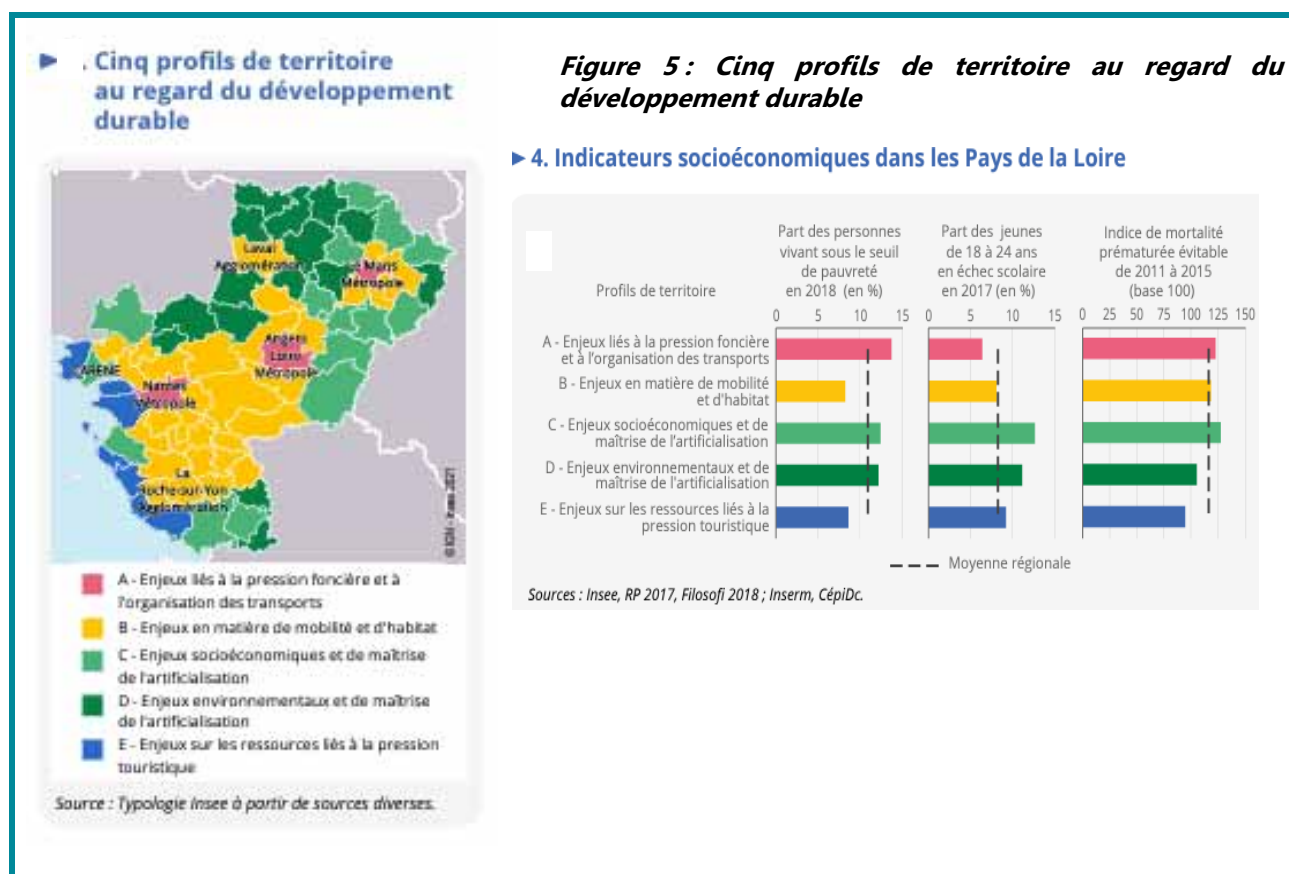 . Cinq profils de territoire
au regard du développement
durable
Laval
Agglomération
Le Mans
Métropole
Angers
Loire
Métropole
CARENE
Nantes
Métropole
La
Roche-sur-Yon
Agglomération
© IGN - Insee 2021
A - Enjeux liés à la pression foncière et à
l'organisation des transports
B - Enjeux en matière de mobilité et d'habitat
C - Enjeux socioéconomiques et de maîtrise
de l'artificialisation
D - Enjeux environnementaux et de maîtrise
de l'artificialisation
E - Enjeux sur les ressources liés à la pression
touristique
Source : Typologie Insee à partir de sources diverses.
Figure 5 : Cinq profils de territoire au regard du
développement durable
4. Indicateurs socioéconomiques dans les Pays de la Loire
Profils de territoire
Part des personnes
vivant sous le seuil
de pauvreté
en 2018 (en %)
Part des jeunes
de 18 à 24 ans
en échec scolaire
en 2017 (en %)
Indice de mortalité
prématurée évitable
de 2011 à 2015
(base 100)
0 5 10 15
0 5 10 15
0 25 50 75 100 125 150
A - Enjeux liés à la pression foncière
et à l'organisation des transports
B - Enjeux en matière de mobilité
et d'habitat
C - Enjeux socioéconomiques et de
maîtrise de l'artificialisation
D - Enjeux environnementaux et de
maîtrise de l'artificialisation
E - Enjeux sur les ressources liés à la
pression touristique
Moyenne régionale
Sources : Insee, RP 2017, Filosofi 2018 ; Inserm, CépiDc.